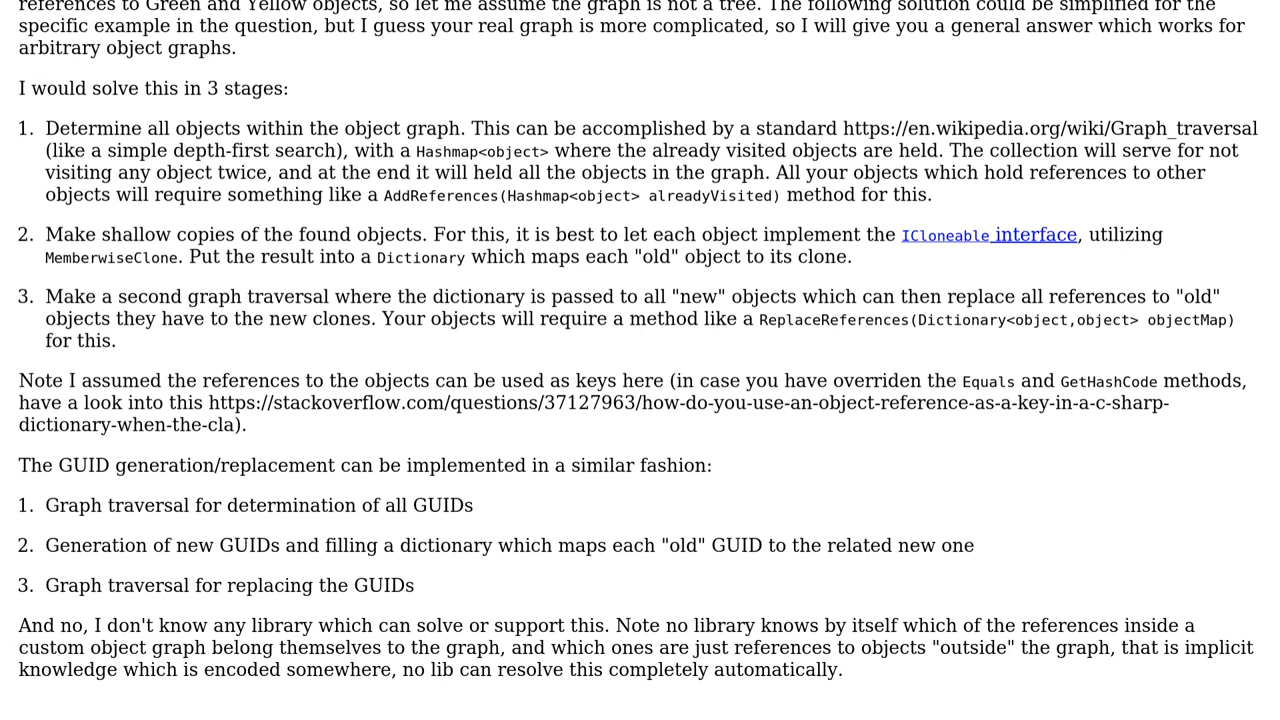 references to Green and Yellow objects, so let me assume the graph is not a tree. The following solution could be simplified for the
specific example in the question, but I guess your real graph is more complicated, so I will give you a general answer which works for
arbitrary object graphs.
I would solve this in 3 stages:
1. Determine all objects within the object graph. This can be accomplished by a standard https://en.wikipedia.org/wiki/Graph_traversal
(like a simple depth-first search), with a Hashmap<object> where the already visited objects are held. The collection will serve for not
visiting any object twice, and at the end it will held all the objects in the graph. All your objects which hold references to other
objects will require something like a AddReferences(Hashmap<object> alreadyVisited) method for this.
2. Make shallow copies of the found objects. For this, it is best to let each object implement the ICloneable interface, utilizing
MemberwiseClone. Put the result into a Dictionary which maps each "old" object to its clone.
3. Make a second graph traversal where the dictionary is passed to all "new" objects which can then replace all references to "old"
objects they have to the new clones. Your objects will require a method like a ReplaceReferences(Dictionary<object,object> objectMap)
for this.
Note I assumed the references to the objects can be used as keys here (in case you have overriden the Equals and GetHashCode methods,
have a look into this https://stackoverflow.com/questions/37127963/how-do-you-use-an-object-reference-as-a-key-in-a-c-sharp-
dictionary-when-the-cla).
The GUID generation/replacement can be implemented in a similar fashion:
1. Graph traversal for determination of all GUIDs
2. Generation of new GUIDs and filling a dictionary which maps each "old" GUID to the related new one
3. Graph traversal for replacing the GUIDs
And no, I don't know any library which can solve or support this. Note no library knows by itself which of the references inside a
custom object graph belong themselves to the graph, and which ones are just references to objects "outside" the graph, that is implicit
knowledge which is encoded somewhere, no lib can resolve this completely automatically.